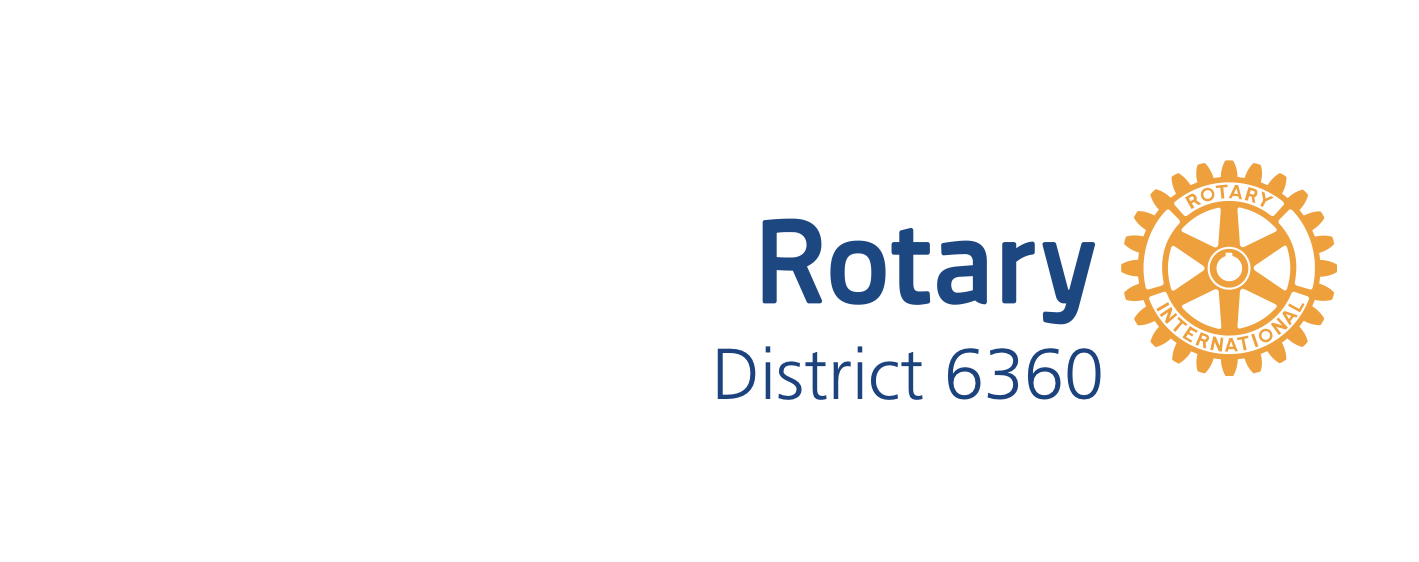 Rotary
District 6360
ROTARY
INTERNATIONAL